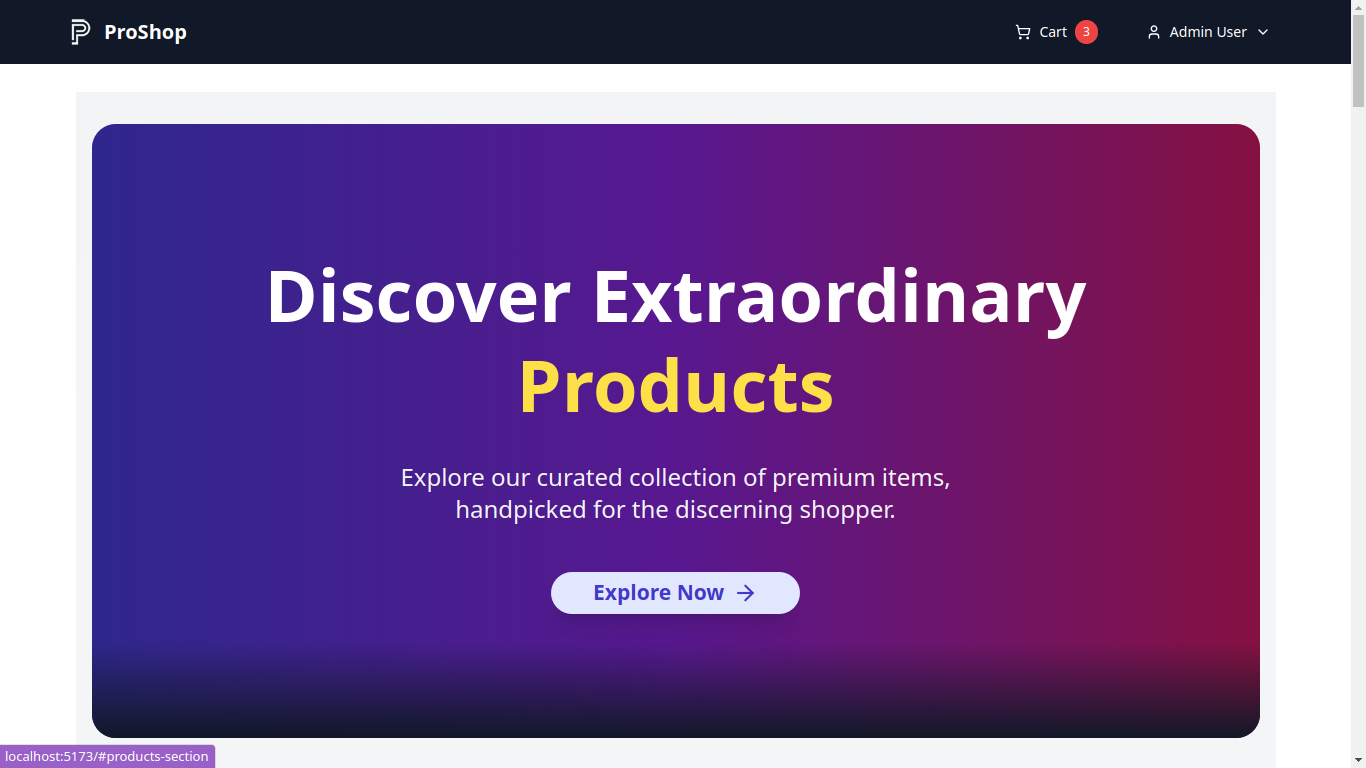 ProShop
Cart 3
Admin User
Discover Extraordinary
Products
Explore our curated collection of premium items,
handpicked for the discerning shopper.
Explore Now
localhost:5173/#products-section